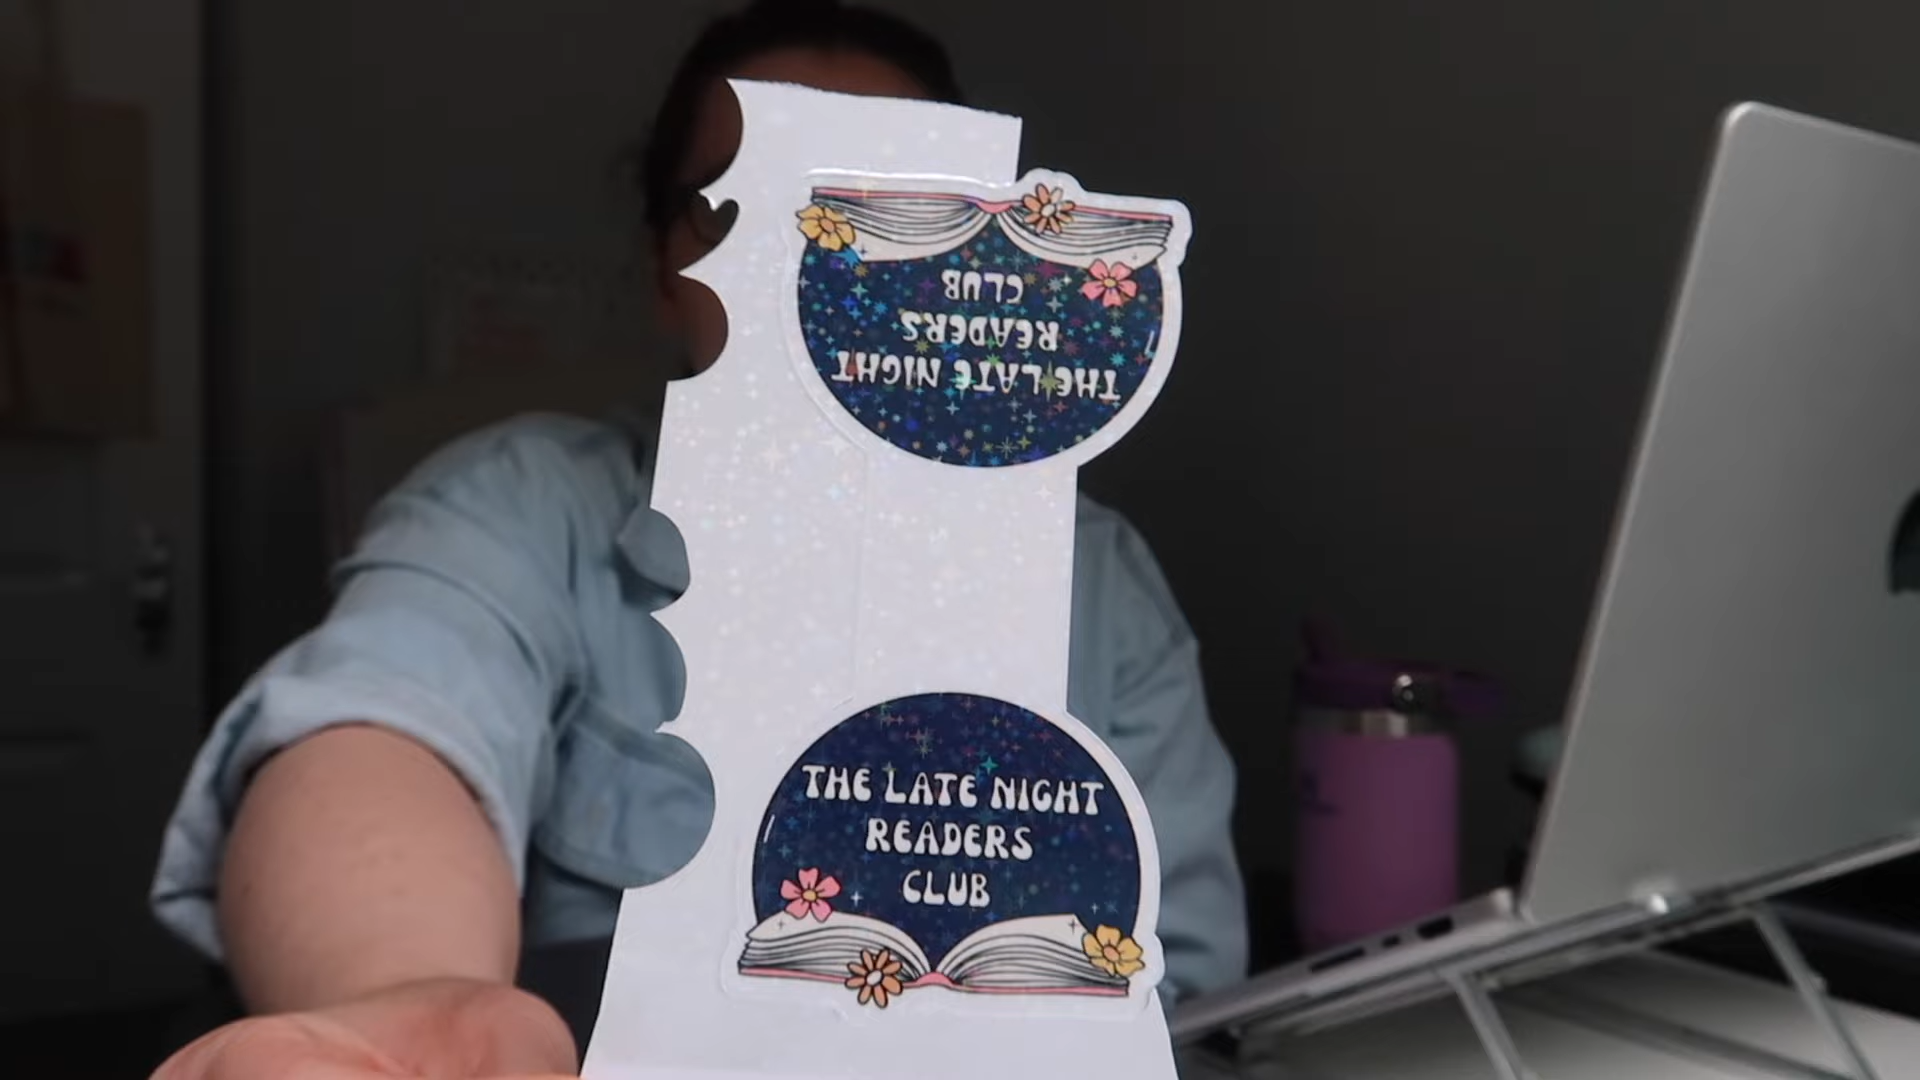 THE LATE NIGHT
READERS
CLUB
THE LATE NIGHT
READERS
CLUB